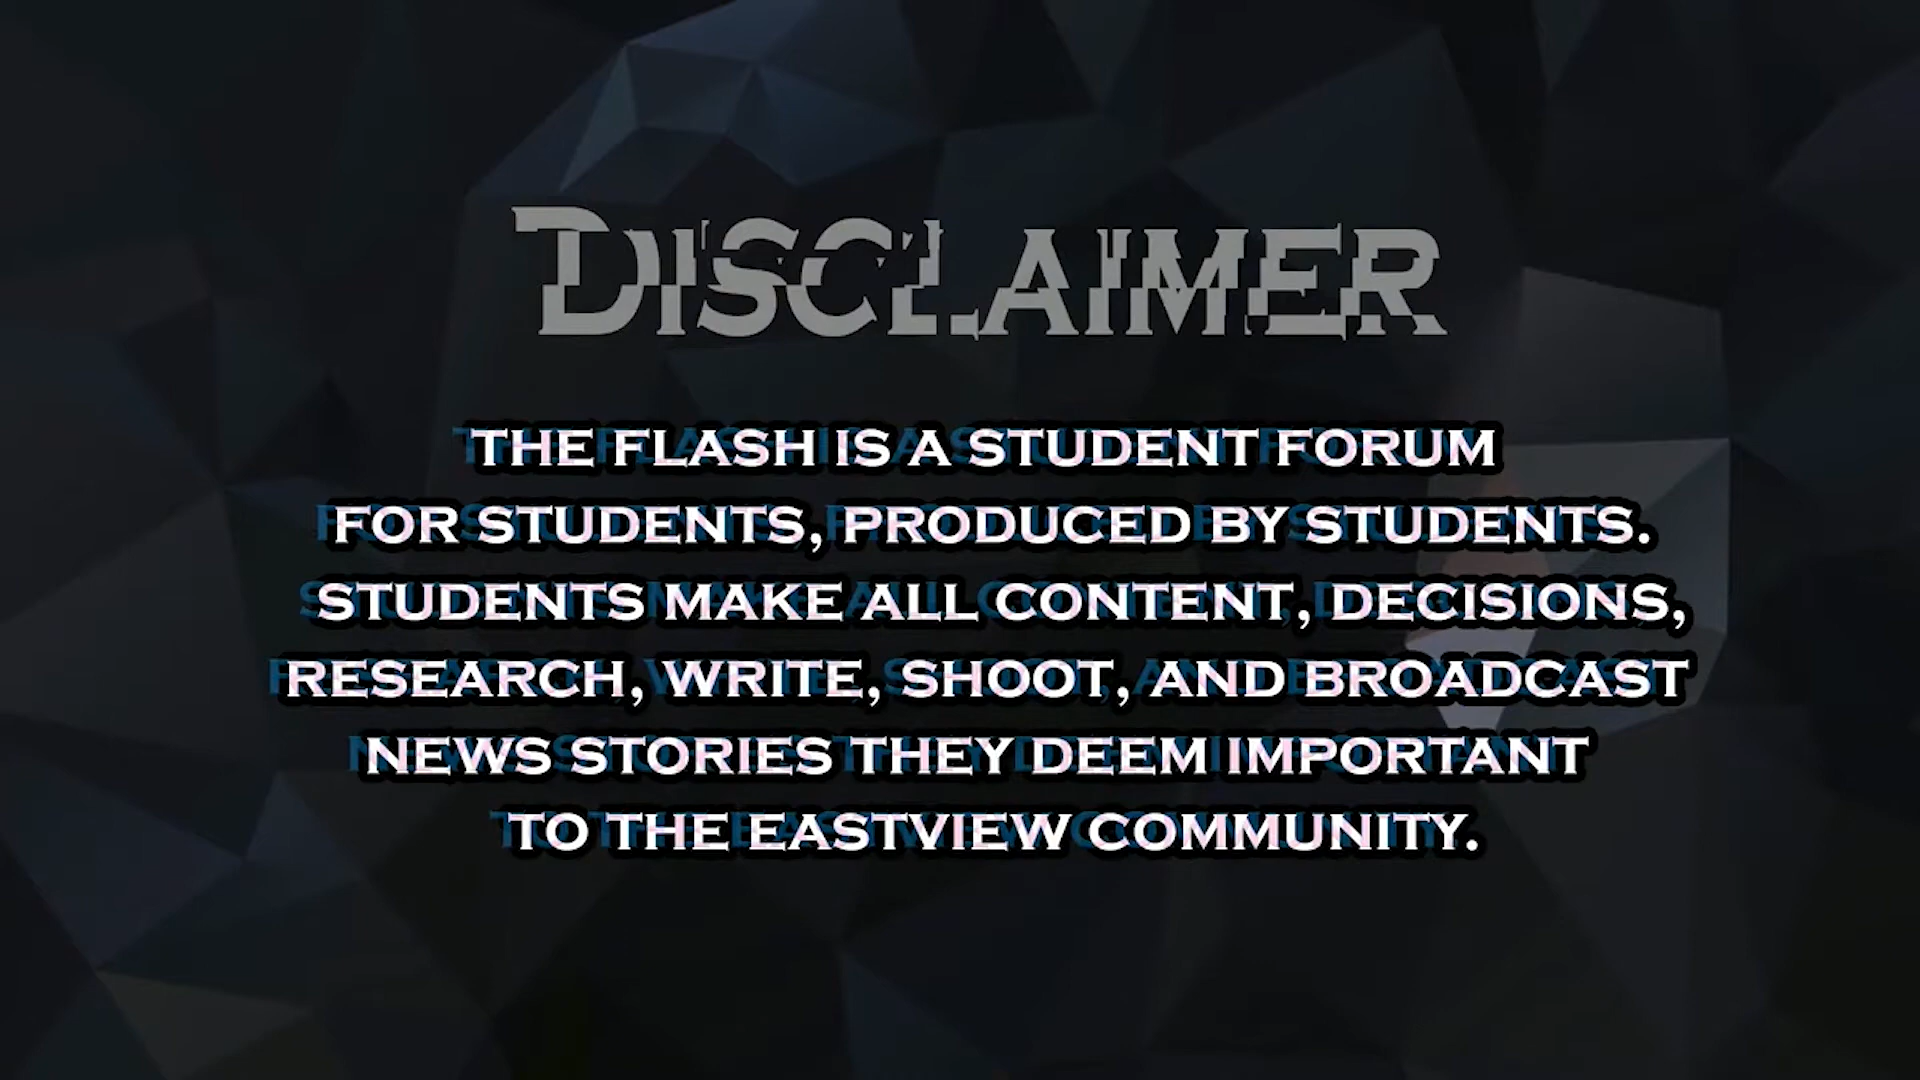 DISCLAIMER
THE FLASH IS A STUDENT FORUM
FOR STUDENTS, PRODUCED BY STUDENTS.
STUDENTS MAKE ALL CONTENT, DECISIONS,
RESEARCH, WRITE, SHOOT, AND BROADCAST
NEWS STORIES THEY DEEM IMPORTANT
TO THE EASTVIEW COMMUNITY.